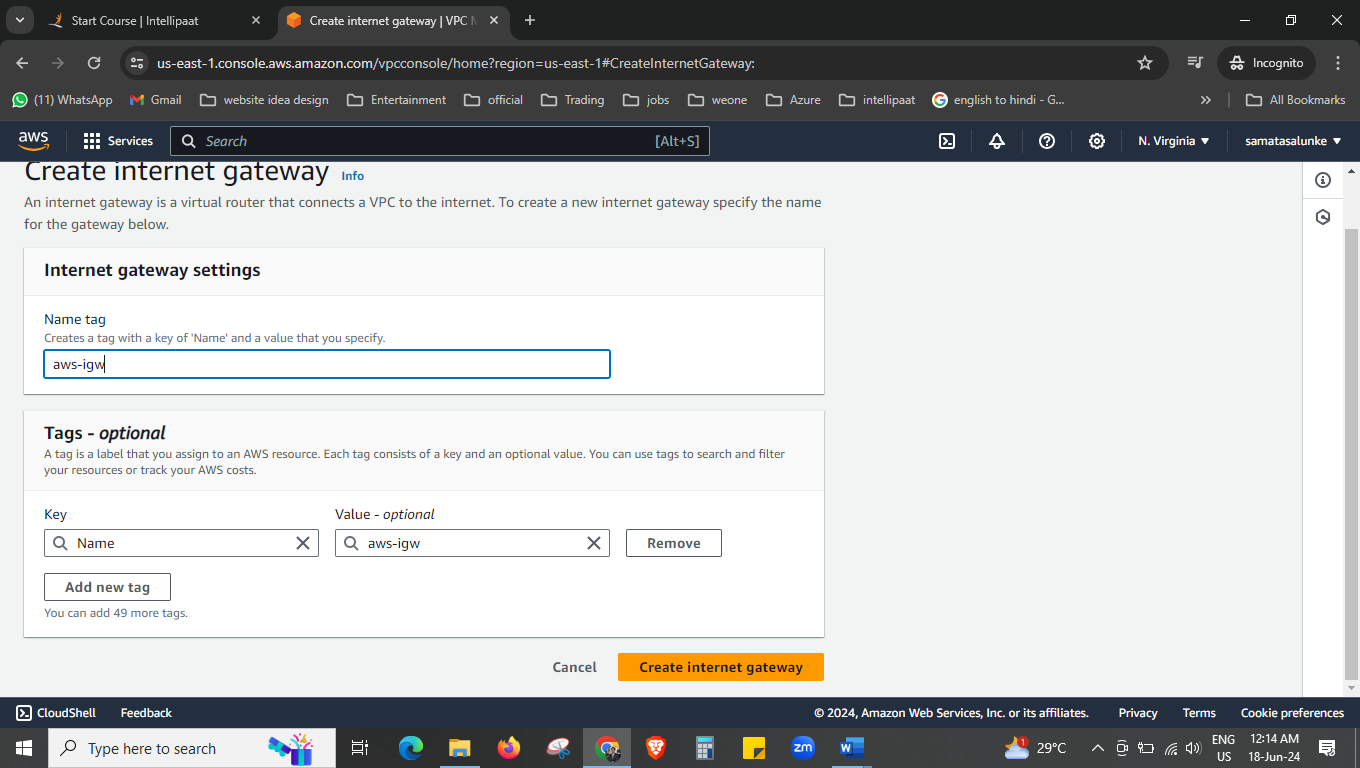 Start Course | Intellipaat
Create internet gateway | VPC M
us-east-1.console.aws.amazon.com/vpcconsole/home?region=us-east-1#CreateInternetGateway:
Incognito
(11) WhatsApp
Gmail
website idea design
Entertainment
official
Trading
jobs
weone
Azure
intellipaat
english to hindi - G...
All Bookmarks
aws
Services
Search
[Alt+S]
N. Virginia
samatasalunke
Create internet gateway Info
An internet gateway is a virtual router that connects a VPC to the internet. To create a new internet gateway specify the name
for the gateway below.
Internet gateway settings
Name tag
Creates a tag with a key of 'Name' and a value that you specify.
aws-igw
Tags - optional
A tag is a label that you assign to an AWS resource. Each tag consists of a key and an optional value. You can use tags to search and filter
your resources or track your AWS costs.
Key
Value - optional
Name
aws-igw
Remove
Add new tag
You can add 49 more tags.
Cancel
Create internet gateway
CloudShell
Feedback
© 2024, Amazon Web Services, Inc. or its affiliates.
Privacy
Terms
Cookie preferences
Type here to search
zm
W
1
29°C
ENG
US
12:14 AM
18-Jun-24